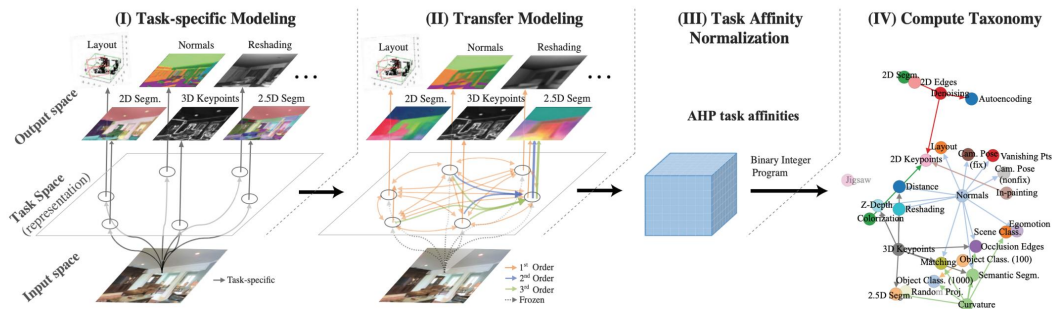 (I) Task-specific Modeling
(II) Transfer Modeling
(III) Task Affinity
Normalization
(IV) Compute Taxonomy
Output space
Task Space
(representation)
Input space
Layout
Normals
Reshading
2D Segm.
3D Keypoints
2.5D Segm
Task-specific
Layout
Normals
Reshading
2D Segm.
3D Keypoints
2.5D Segm
1st Order
2nd Order
3rd Order
Frozen
AHP task affinities
Binary Integer
Program
2D Segm.
2D Edges
Denoising
Autoencoding
Layout
2D Keypoints
Cam. Pose
(fix)
Vanishing Pts.
Cam. Pose
(nonfix)
Jigsaw
Distance
Normals
In-painting
Z-Depth
Reshading
Colorization
Egomotion
Scene Class.
3D Keypoints
Occlusion Edges
Matching
Object Class. (100)
Semantic Segm.
Object Class. (1000)
2.5D Segm.
Random Proj.
Curvature